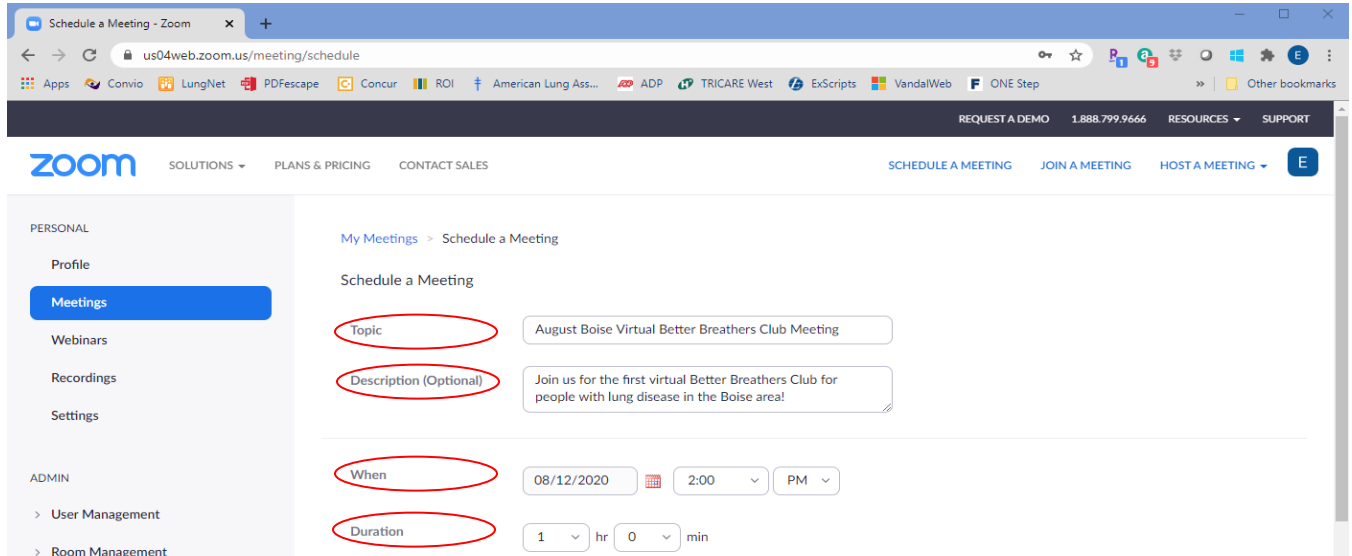 Schedule a Meeting - Zoom
us04web.zoom.us/meeting/schedule
1 9 E
Apps Convio LungNet PDFescape Concur ROI American Lung Ass... ADP TRICARE West ExScripts VandalWeb F ONE Step » Other bookmarks
REQUEST A DEMO 1.888.799.9666 RESOURCES SUPPORT
zoom SOLUTIONS PLANS & PRICING CONTACT SALES SCHEDULE A MEETING JOIN A MEETING HOST A MEETING E
PERSONAL
Profile
Meetings
Webinars
Recordings
Settings
ADMIN
> User Management
> Room Management
My Meetings > Schedule a Meeting
Schedule a Meeting
Topic August Boise Virtual Better Breathers Club Meeting
Description (Optional) Join us for the first virtual Better Breathers Club for
people with lung disease in the Boise area!
When 08/12/2020 2:00 PM
Duration 1 hr 0 min